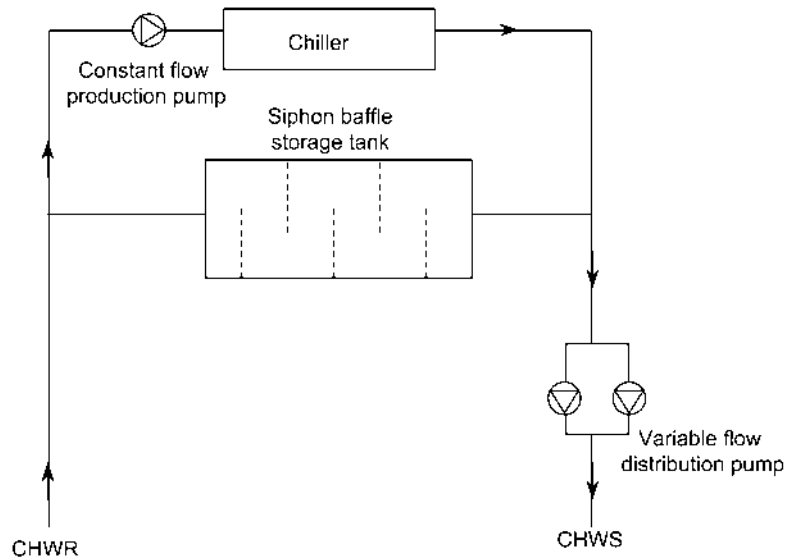 Chiller
Constant flow
production pump
Siphon baffle
storage tank
Variable flow
distribution pump
CHWR
CHWS